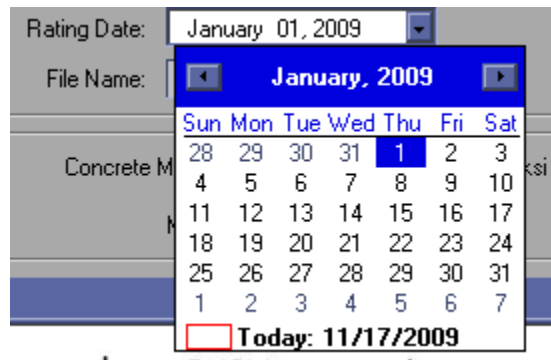 Rating Date: January 01, 2009
File Name:
January, 2009
Sun Mon Tue Wed Thu Fri Sat
28 29 30 31 1 2 3
Concrete M ksi
4 5 6 7 8 9 10
11 12 13 14 15 16 17
18 19 20 21 22 23 24
25 26 27 28 29 30 31
1 2 3 4 5 6 7
Today: 11/17/2009